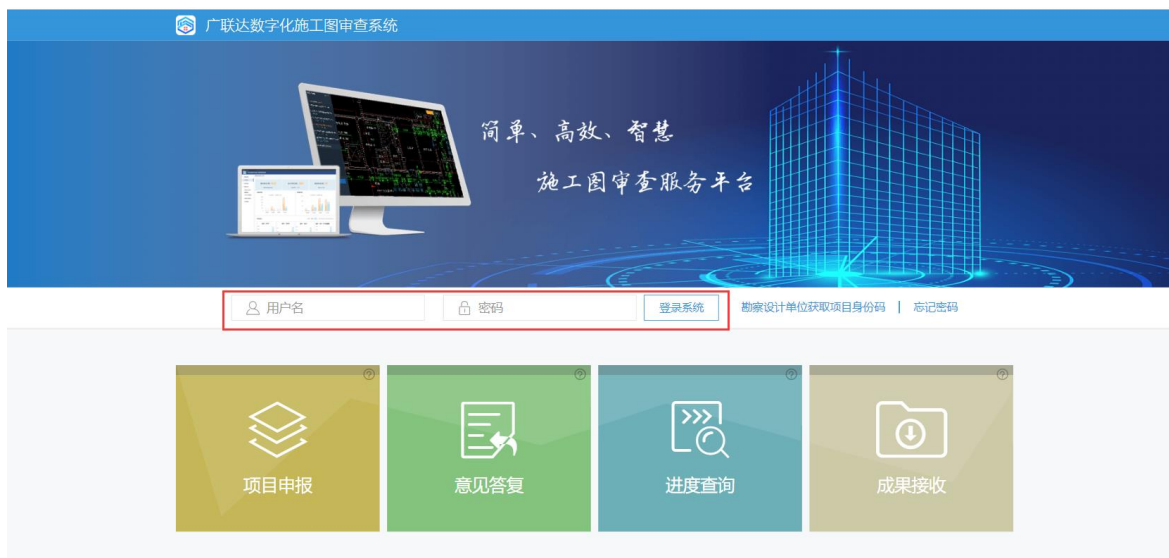 广联达数字化施工图审查系统
简单、高效、智慧
施工图审查服务平台
用户名 密码 登录系统 勘察设计单位获取项目身份码 | 忘记密码
项目申报 意见答复 进度查询 成果接收